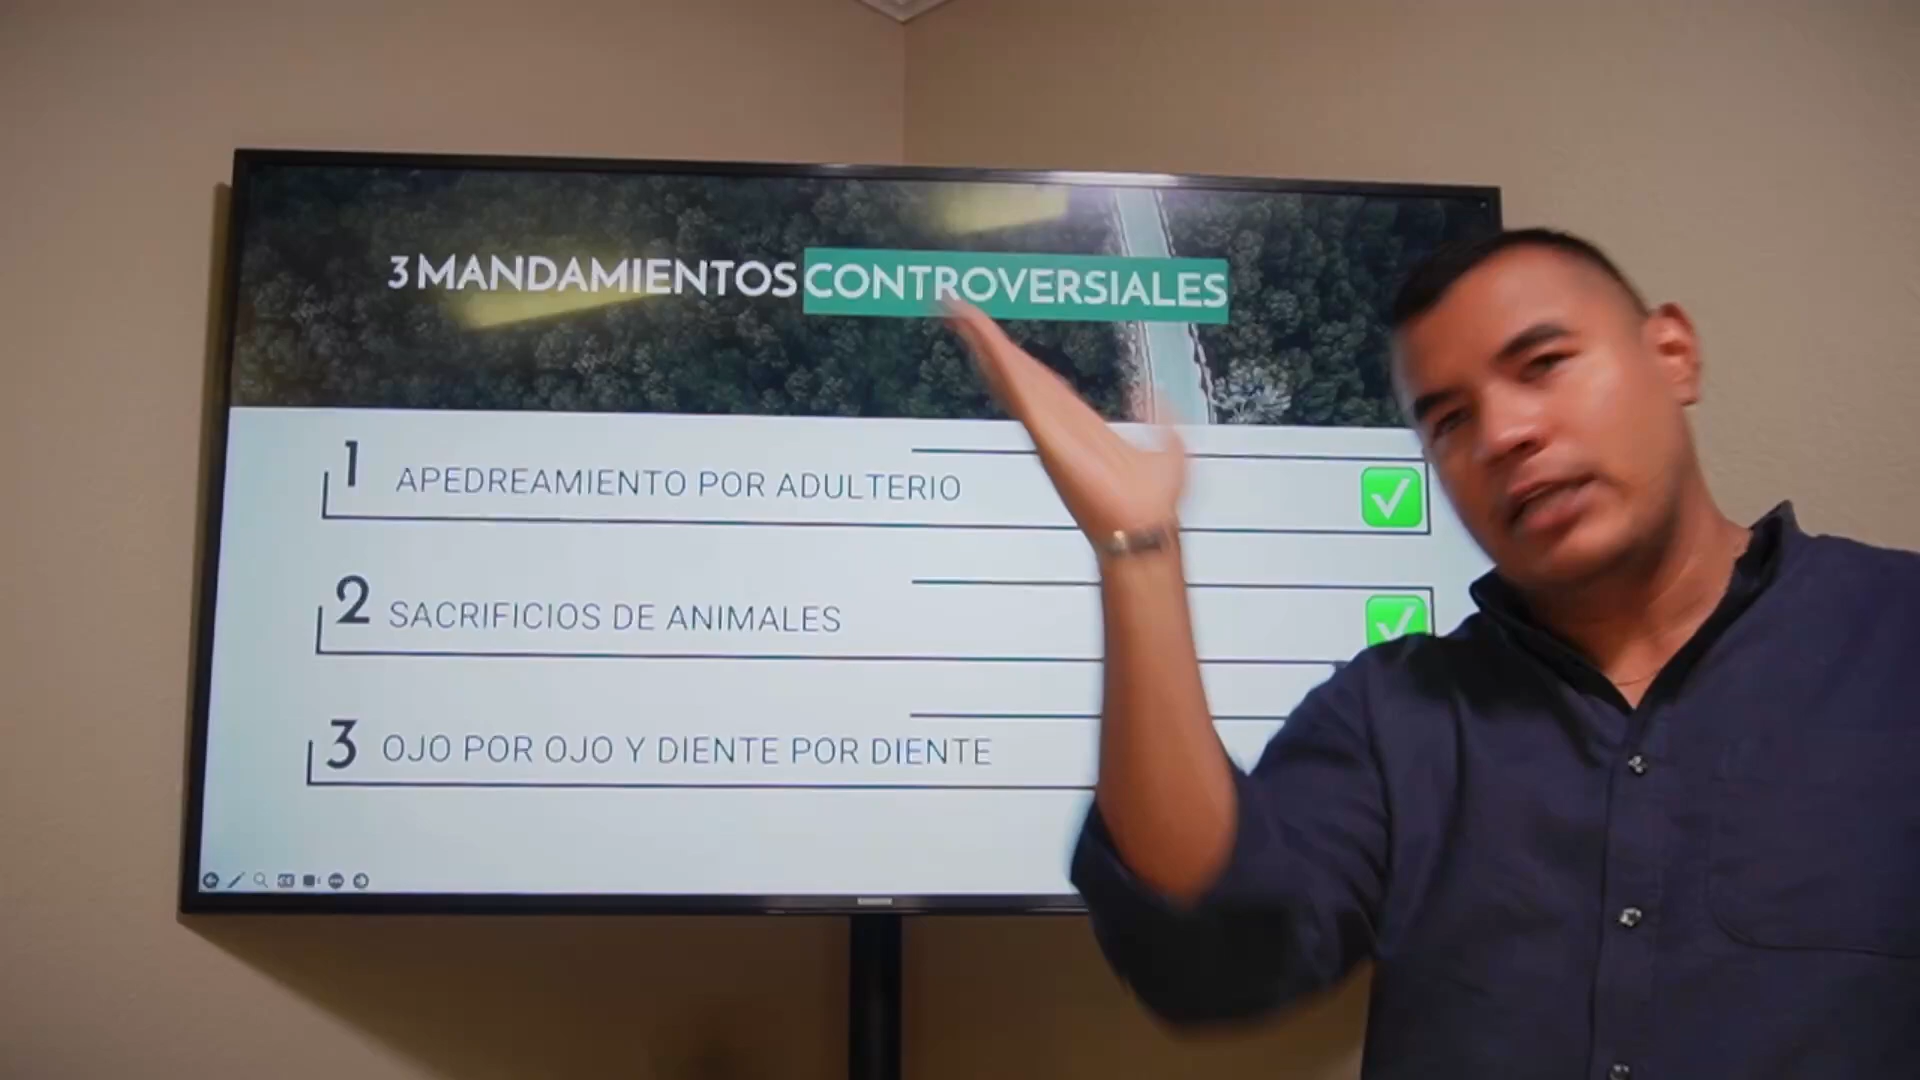 3 MANDAMIENTOS CONTROVERSIALES
1 APEDREAMIENTO POR ADULTERIO
2 SACRIFICIOS DE ANIMALES
3 OJO POR OJO Y DIENTE POR DIENTE